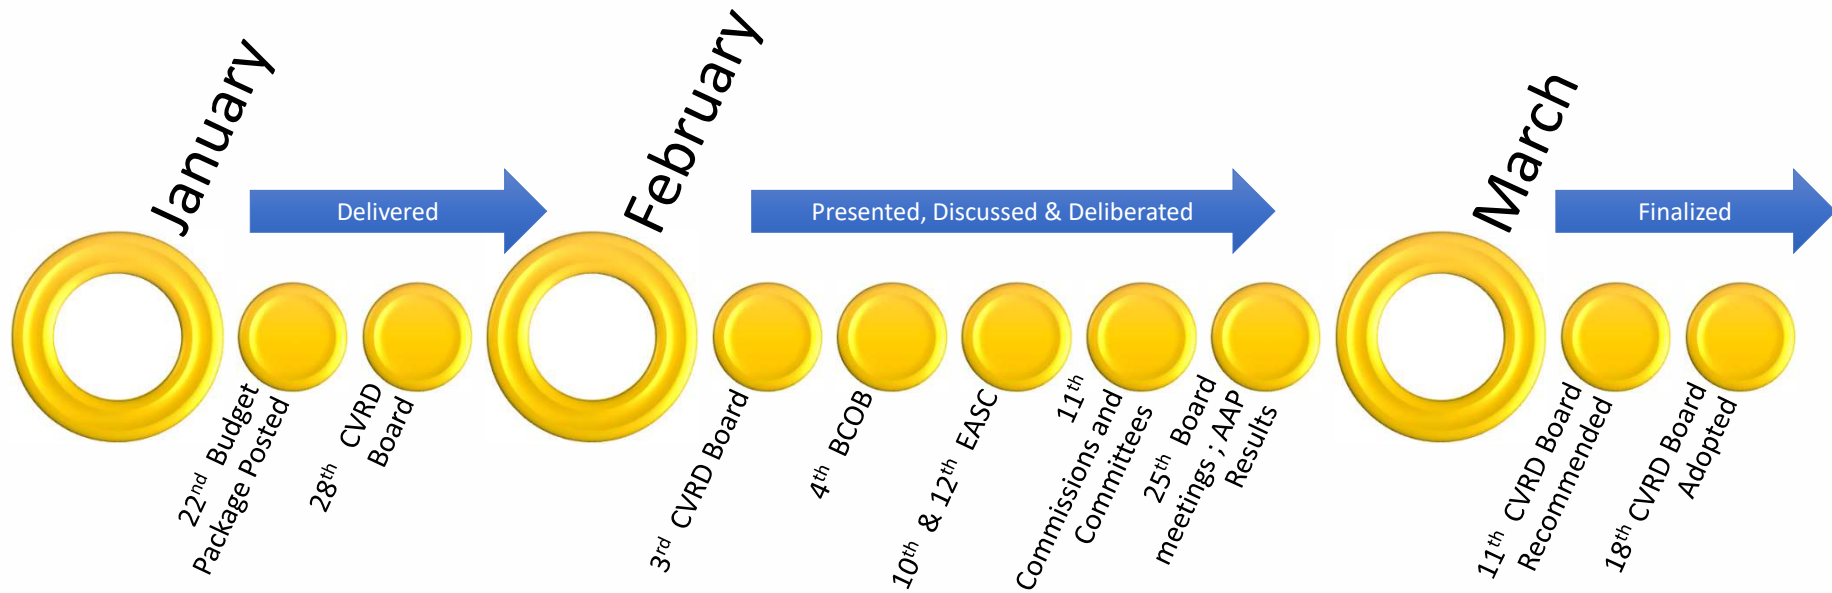 January
Delivered
22nd Budget
Package Posted
28th CVRD
Board
February
Presented, Discussed & Deliberated
3rd CVRD Board
4th BCOB
10th & 12th EASC
11th
Commissions and
Committees
25th Board
meetings ; AAP
Results
March
Finalized
11th CVRD Board
Recommended
18th CVRD Board
Adopted